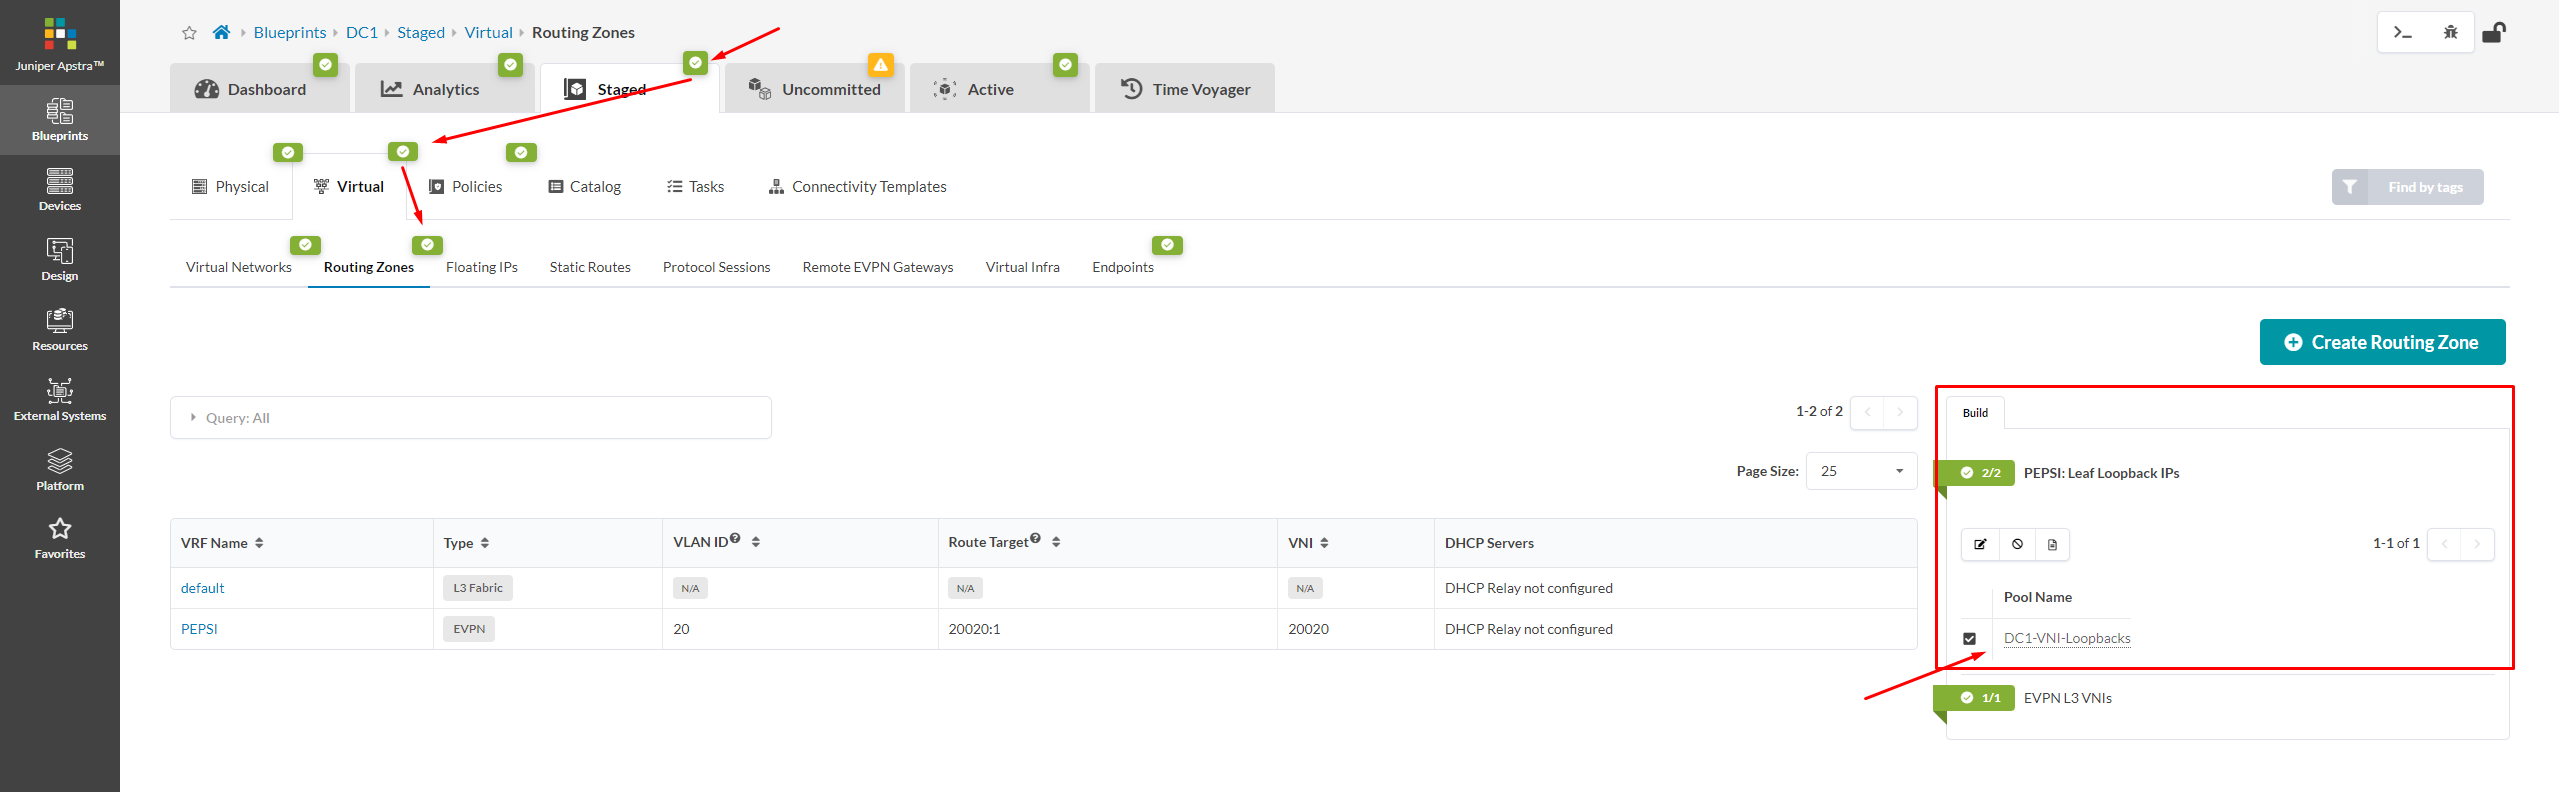 Juniper Apstra™
Blueprints
Devices
Design
Resources
External Systems
Platform
Favorites
Blueprints DC1 Staged Virtual Routing Zones
Dashboard Analytics Staged Uncommitted Active Time Voyager
Physical Virtual Policies Catalog Tasks Connectivity Templates
Find by tags
Virtual Networks Routing Zones Floating IPs Static Routes Protocol Sessions Remote EVPN Gateways Virtual Infra Endpoints
Create Routing Zone
Query: All
1-2 of 2
Page Size: 25
VRF Name Type VLAN ID Route Target VNI DHCP Servers
default L3 Fabric N/A N/A N/A DHCP Relay not configured
PEPSI EVPN 20 20020:1 20020 DHCP Relay not configured
Build
2/2 PEPSI: Leaf Loopback IPs
1-1 of 1
Pool Name
DC1-VNI-Loopbacks
1/1 EVPN L3 VNIs